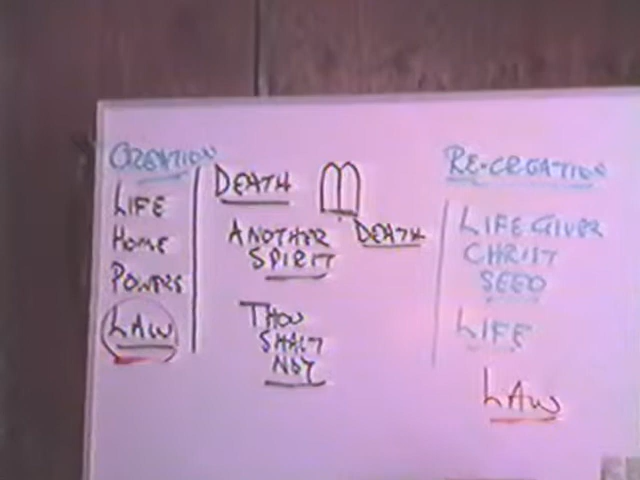 CREATION
LIFE
HOME
POWERS
LAW
DEATH
ANOTHER
SPIRIT
DEATH
THOU
SHALT
NOT
RE-CREATION
LIFE GIVER
CHRIST
SEED
LIFE
LAW